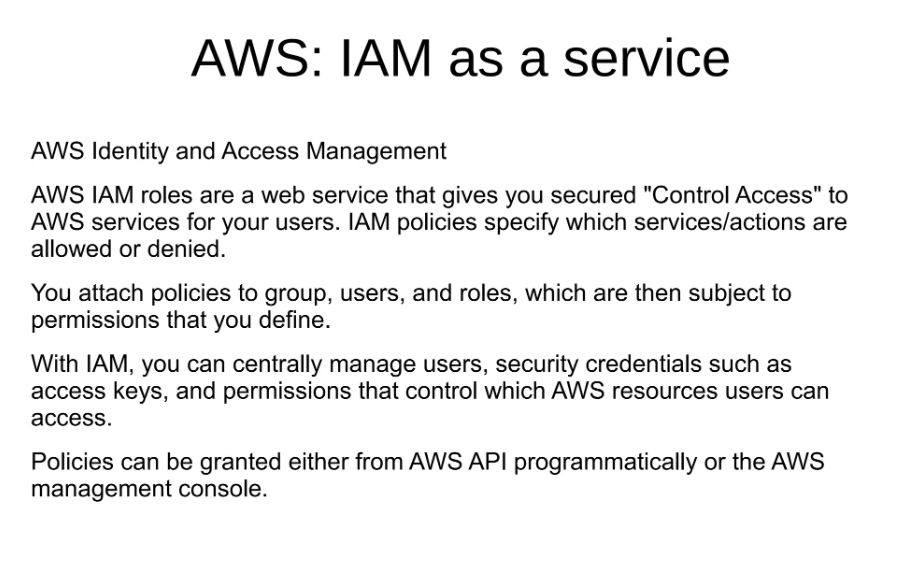 AWS: IAM as a service
AWS Identity and Access Management
AWS IAM roles are a web service that gives you secured "Control Access" to
AWS services for your users. IAM policies specify which services/actions are
allowed or denied.
You attach policies to group, users, and roles, which are then subject to
permissions that you define.
With IAM, you can centrally manage users, security credentials such as
access keys, and permissions that control which AWS resources users can
access.
Policies can be granted either from AWS API programmatically or the AWS
management console.